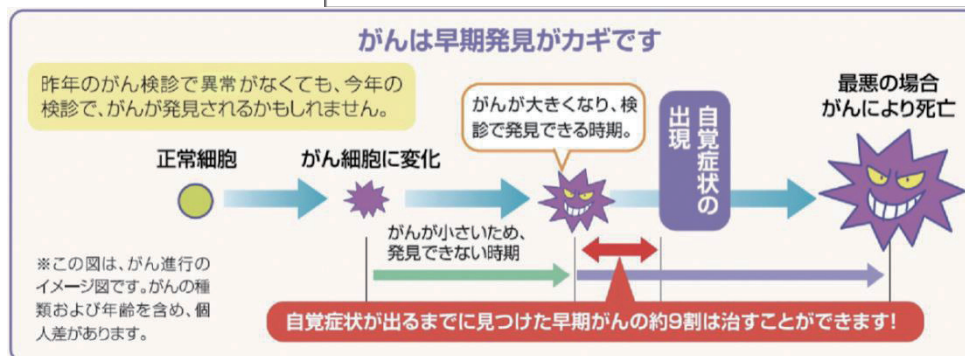 がんは早期発見がカギです
昨年のがん検診で異常がなくても、今年の
検診で、がんが発見されるかもしれません。
正常細胞
がん細胞に変化
がんが大きくなり、検
診で発見できる時期。
自覚症状の
出現
最悪の場合
がんにより死亡
がんが小さいため、
発見できない時期
※この図は、がん進行の
イメージ図です。がんの種
類および年齢を含め、個
人差があります。
自覚症状が出るまでに見つけた早期がんの約9割は治すことができます!